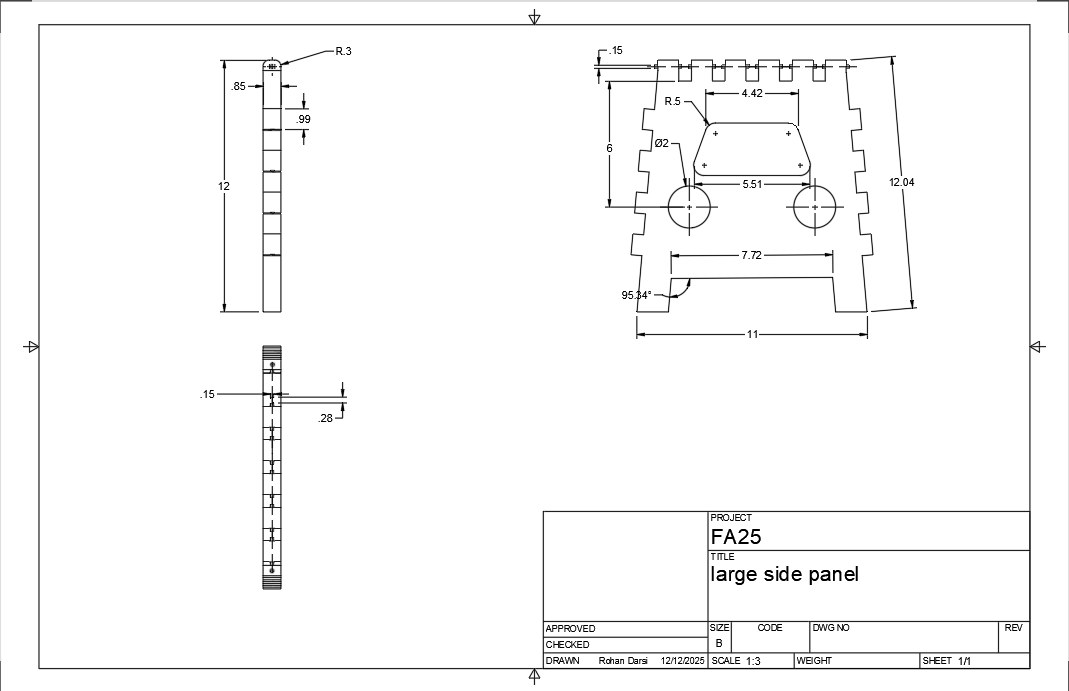 R.3
.85
.99
12
.15
4.42
R.5
Ø2
6
5.51
12.04
7.72
95.34°
11
.15
.28
PROJECT
FA25
TITLE
large side panel
APPROVED
CHECKED
DRAWN Rohan Darsi 12/12/2025
SIZE CODE DWG NO REV
B
SCALE 1:3 WEIGHT SHEET 1/1